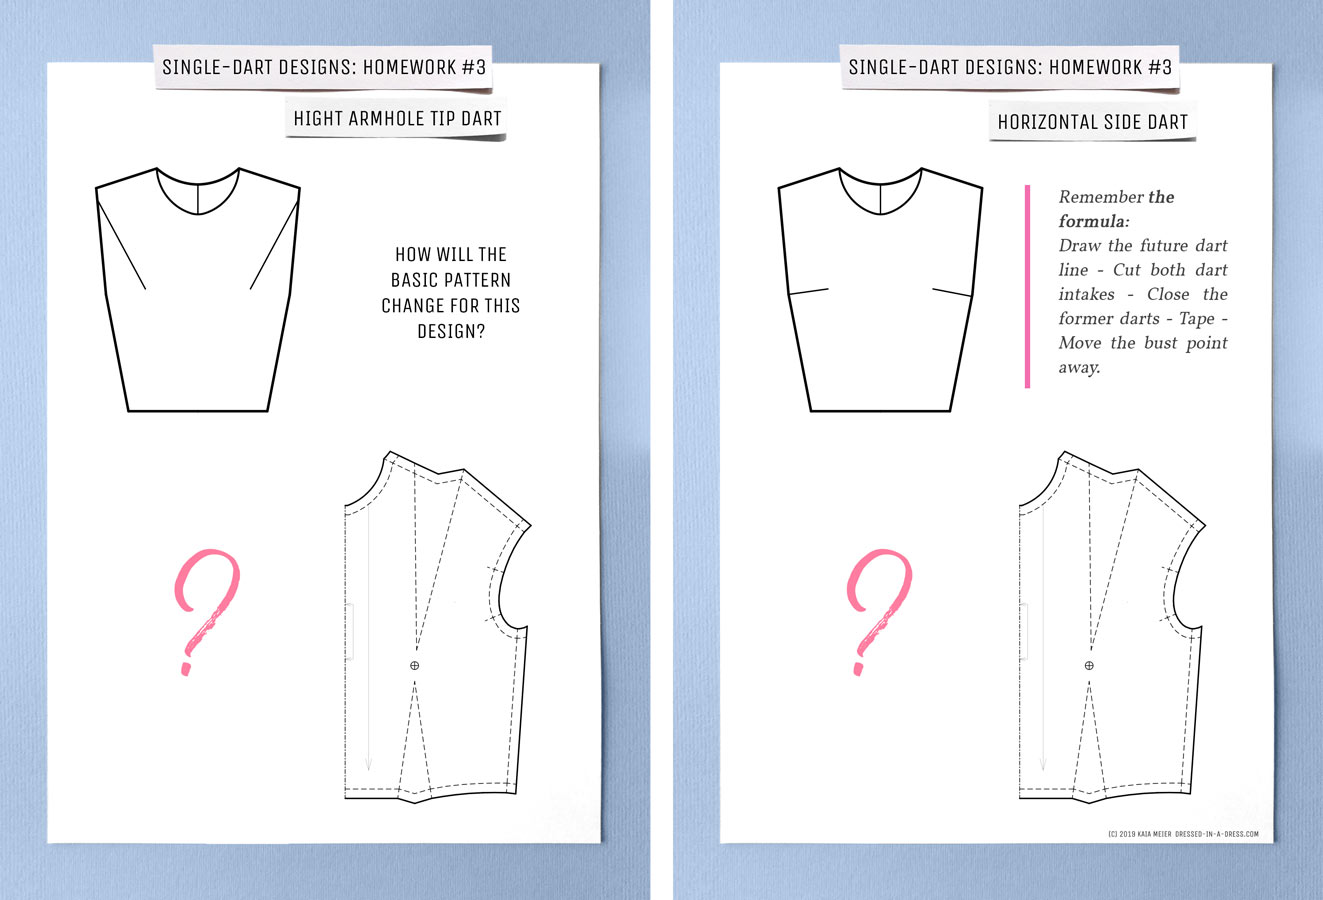 SINGLE-DART DESIGNS: HOMEWORK #3
HIGHT ARMHOLE TIP DART
HOW WILL THE
BASIC PATTERN
CHANGE FOR THIS
DESIGN?
?
SINGLE-DART DESIGNS: HOMEWORK #3
HORIZONTAL SIDE DART
Remember the
formula:
Draw the future dart
line - Cut both dart
intakes - Close the
former darts - Tape -
Move the bust point
away.
?
(C) 2019 KAIA MEIER DRESSED-IN-A-DRESS.COM